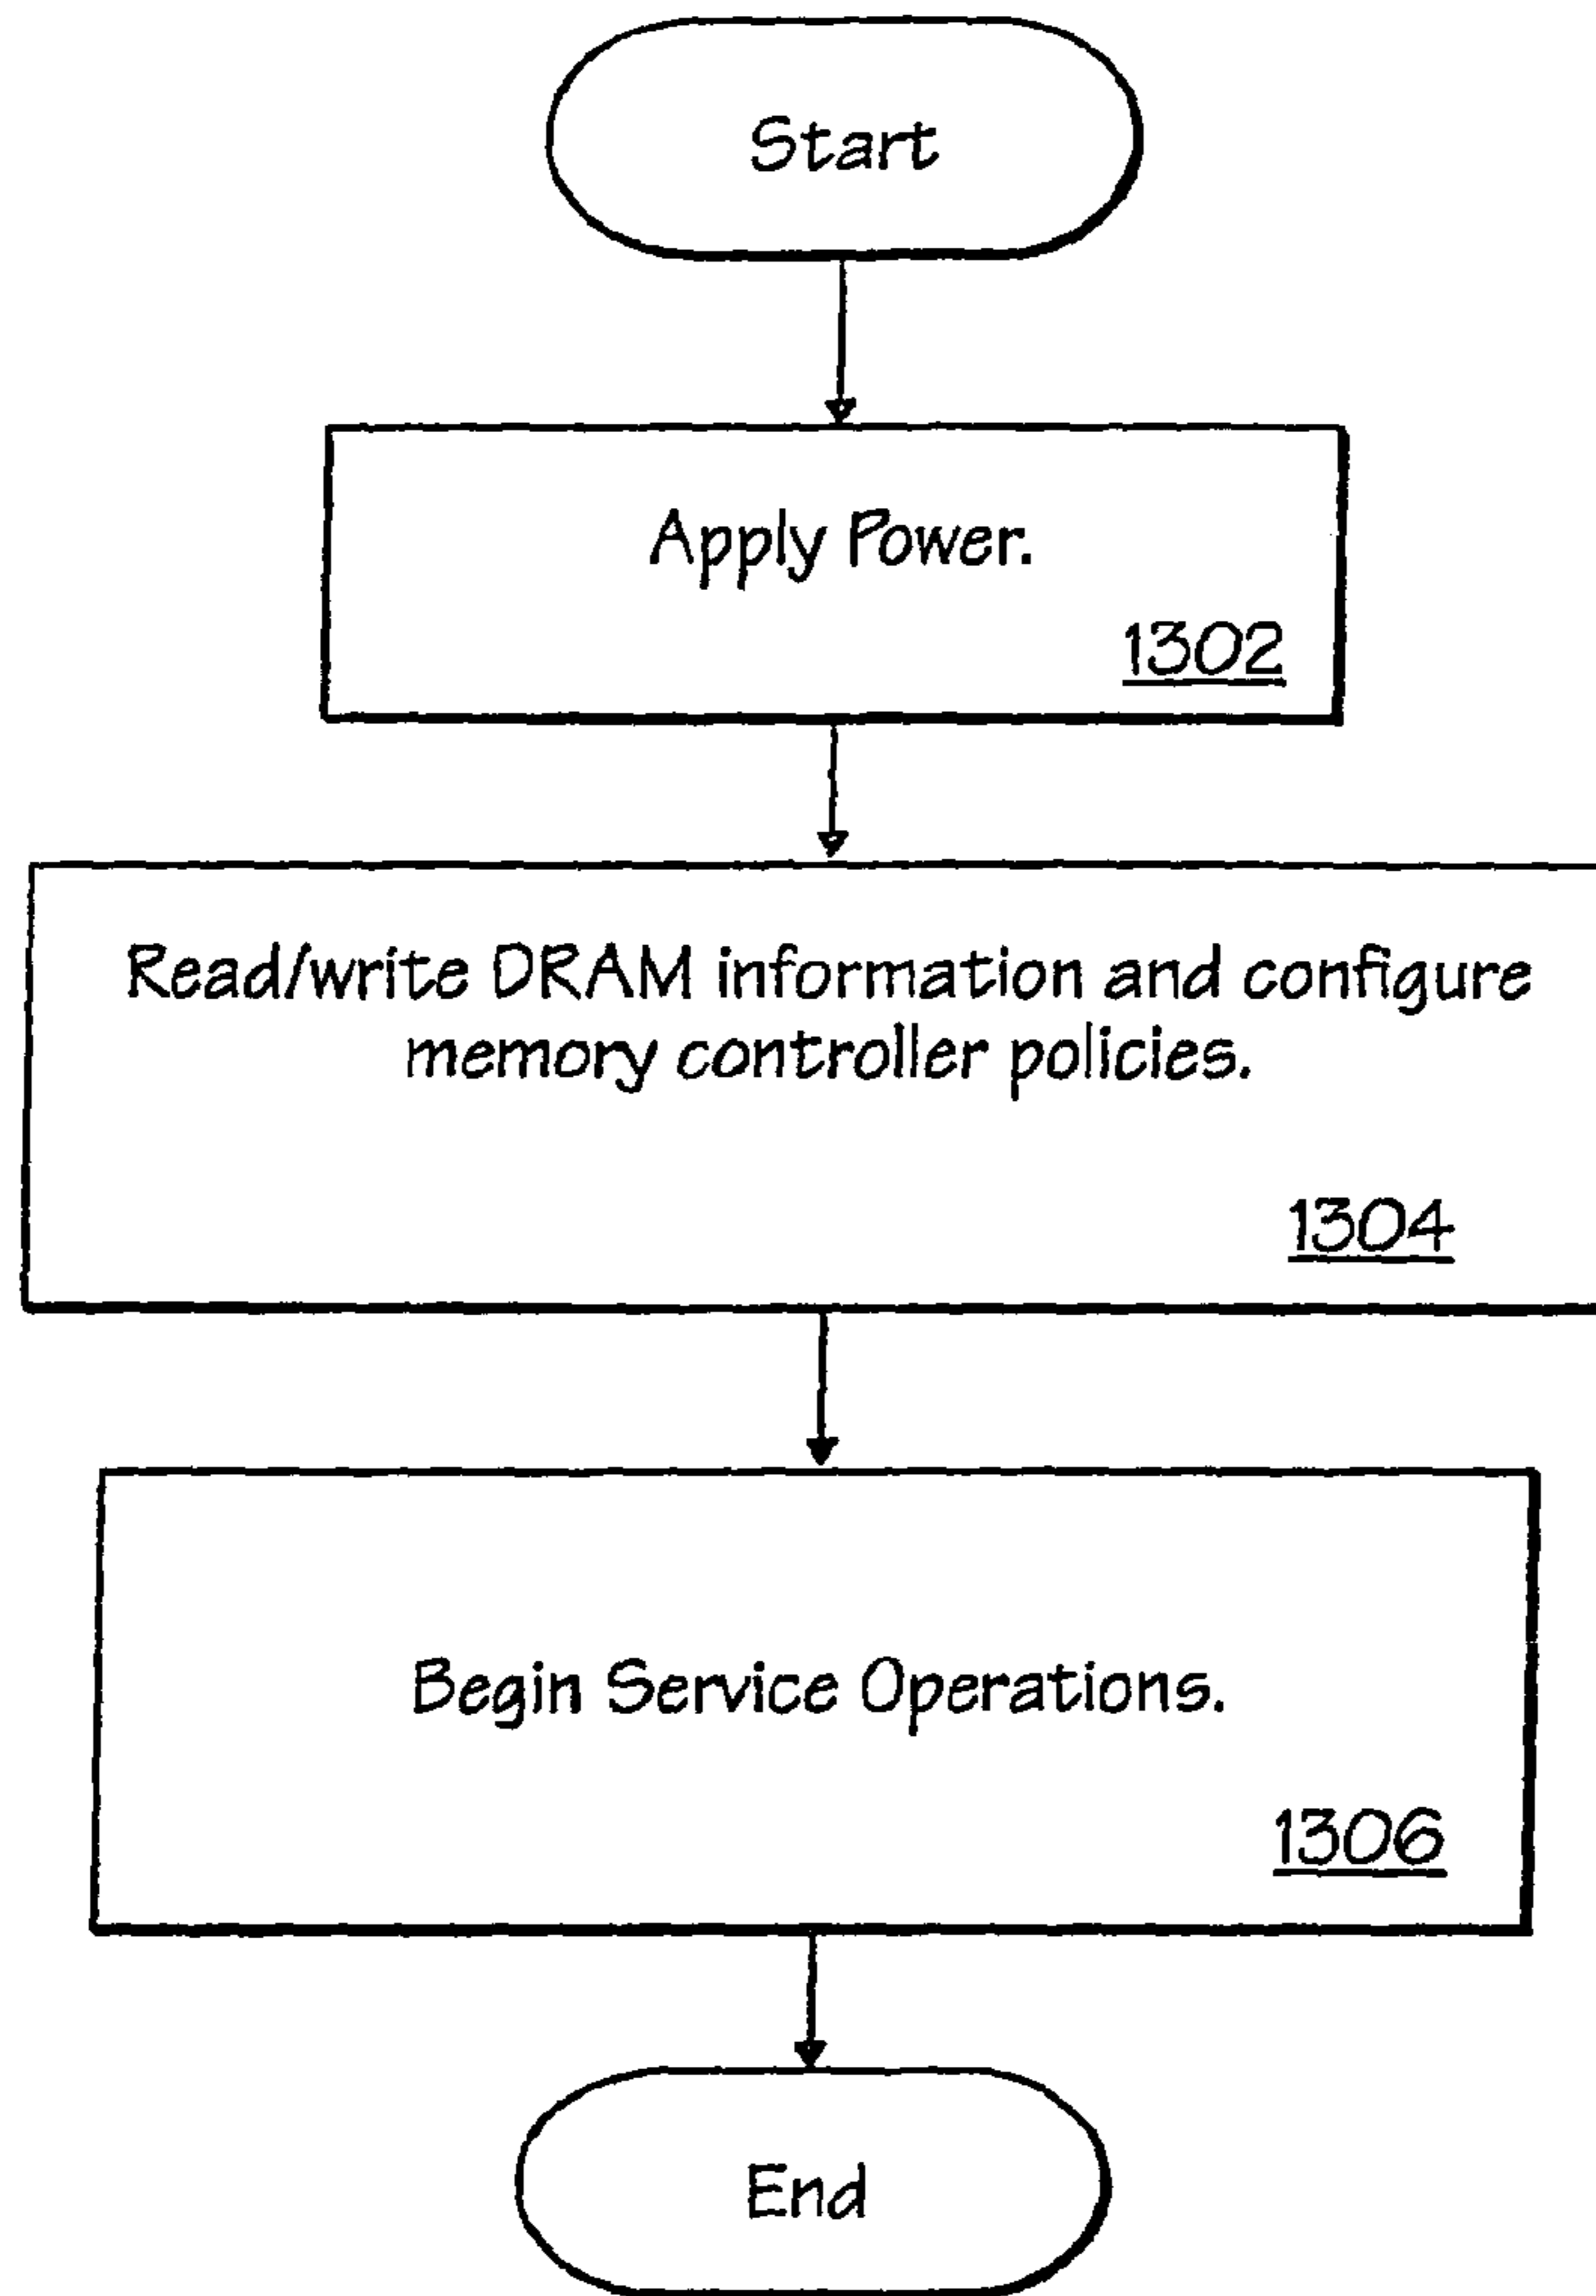 Start
Apply Power.
1302
Read/write DRAM information and configure
memory controller policies.
1304
Begin Service Operations.
1306
End